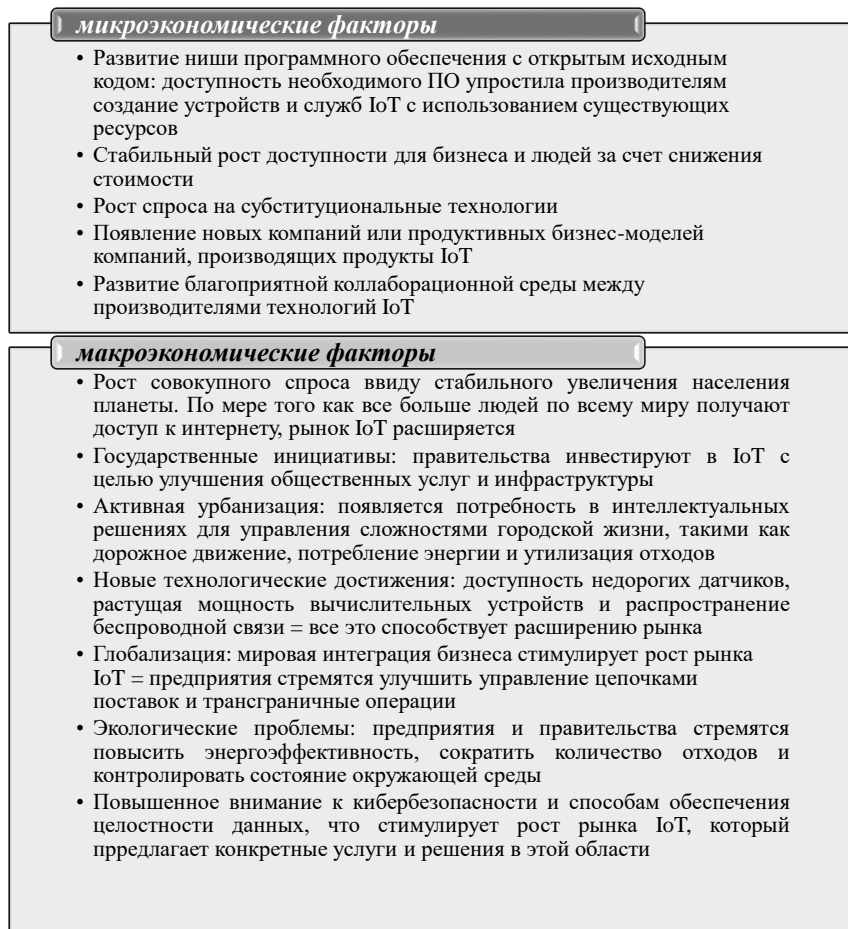 микроэкономические факторы
• Развитие ниши программного обеспечения с открытым исходным
кодом: доступность необходимого ПО упростила производителям
создание устройств и служб IoT с использованием существующих
ресурсов
• Стабильный рост доступности для бизнеса и людей за счет снижения
стоимости
• Рост спроса на субституциональные технологии
• Появление новых компаний или продуктивных бизнес-моделей
компаний, производящих продукты IoT
• Развитие благоприятной коллаборационной среды между
производителями технологий IoT
макроэкономические факторы
• Рост совокупного спроса ввиду стабильного увеличения населения
планеты. По мере того как все больше людей по всему миру получают
доступ к интернету, рынок IoT расширяется
• Государственные инициативы: правительства инвестируют в IoT с
целью улучшения общественных услуг и инфраструктуры
• Активная урбанизация: появляется потребность в интеллектуальных
решениях для управления сложностями городской жизни, такими как
дорожное движение, потребление энергии и утилизация отходов
• Новые технологические достижения: доступность недорогих датчиков,
растущая мощность вычислительных устройств и распространение
беспроводной связи = все это способствует расширению рынка
• Глобализация: мировая интеграция бизнеса стимулирует рост рынка
IoT = предприятия стремятся улучшить управление цепочками
поставок и трансграничные операции
• Экологические проблемы: предприятия и правительства стремятся
повысить энергоэффективность, сократить количество отходов и
контролировать состояние окружающей среды
• Повышенное внимание к кибербезопасности и способам обеспечения
целостности данных, что стимулирует рост рынка IoT, который
прредлагает конкретные услуги и решения в этой области